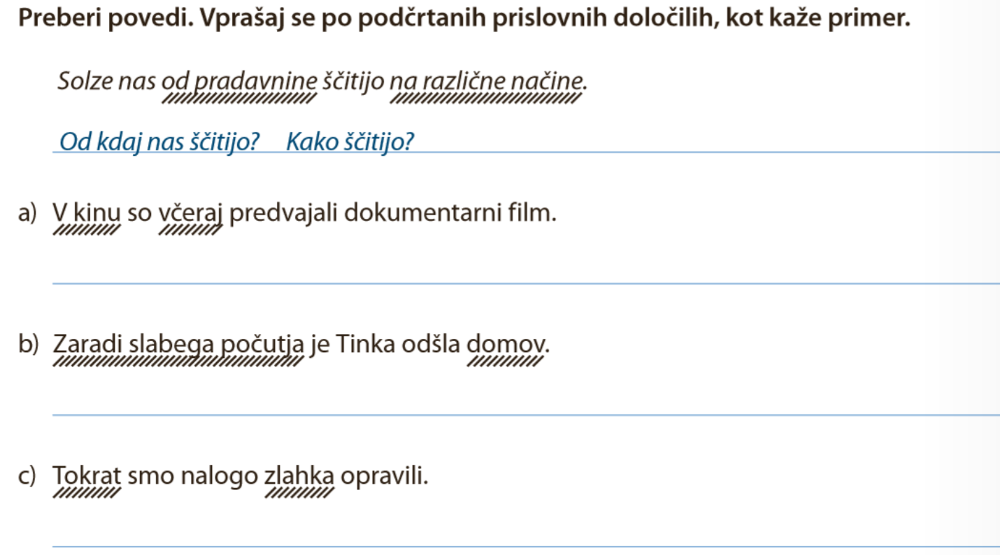 Preberi povedi. Vprašaj se po podčrtanih prislovnih določilih, kot kaže primer.
Solze nas od pradavnine ščitijo na različne načine.
Od kdaj nas ščitijo? Kako ščitijo?
a) V kinu so včeraj predvajali dokumentarni film.
b) Zaradi slabega počutja je Tinka odšla domov.
c) Tokrat smo nalogo zlahka opravili.